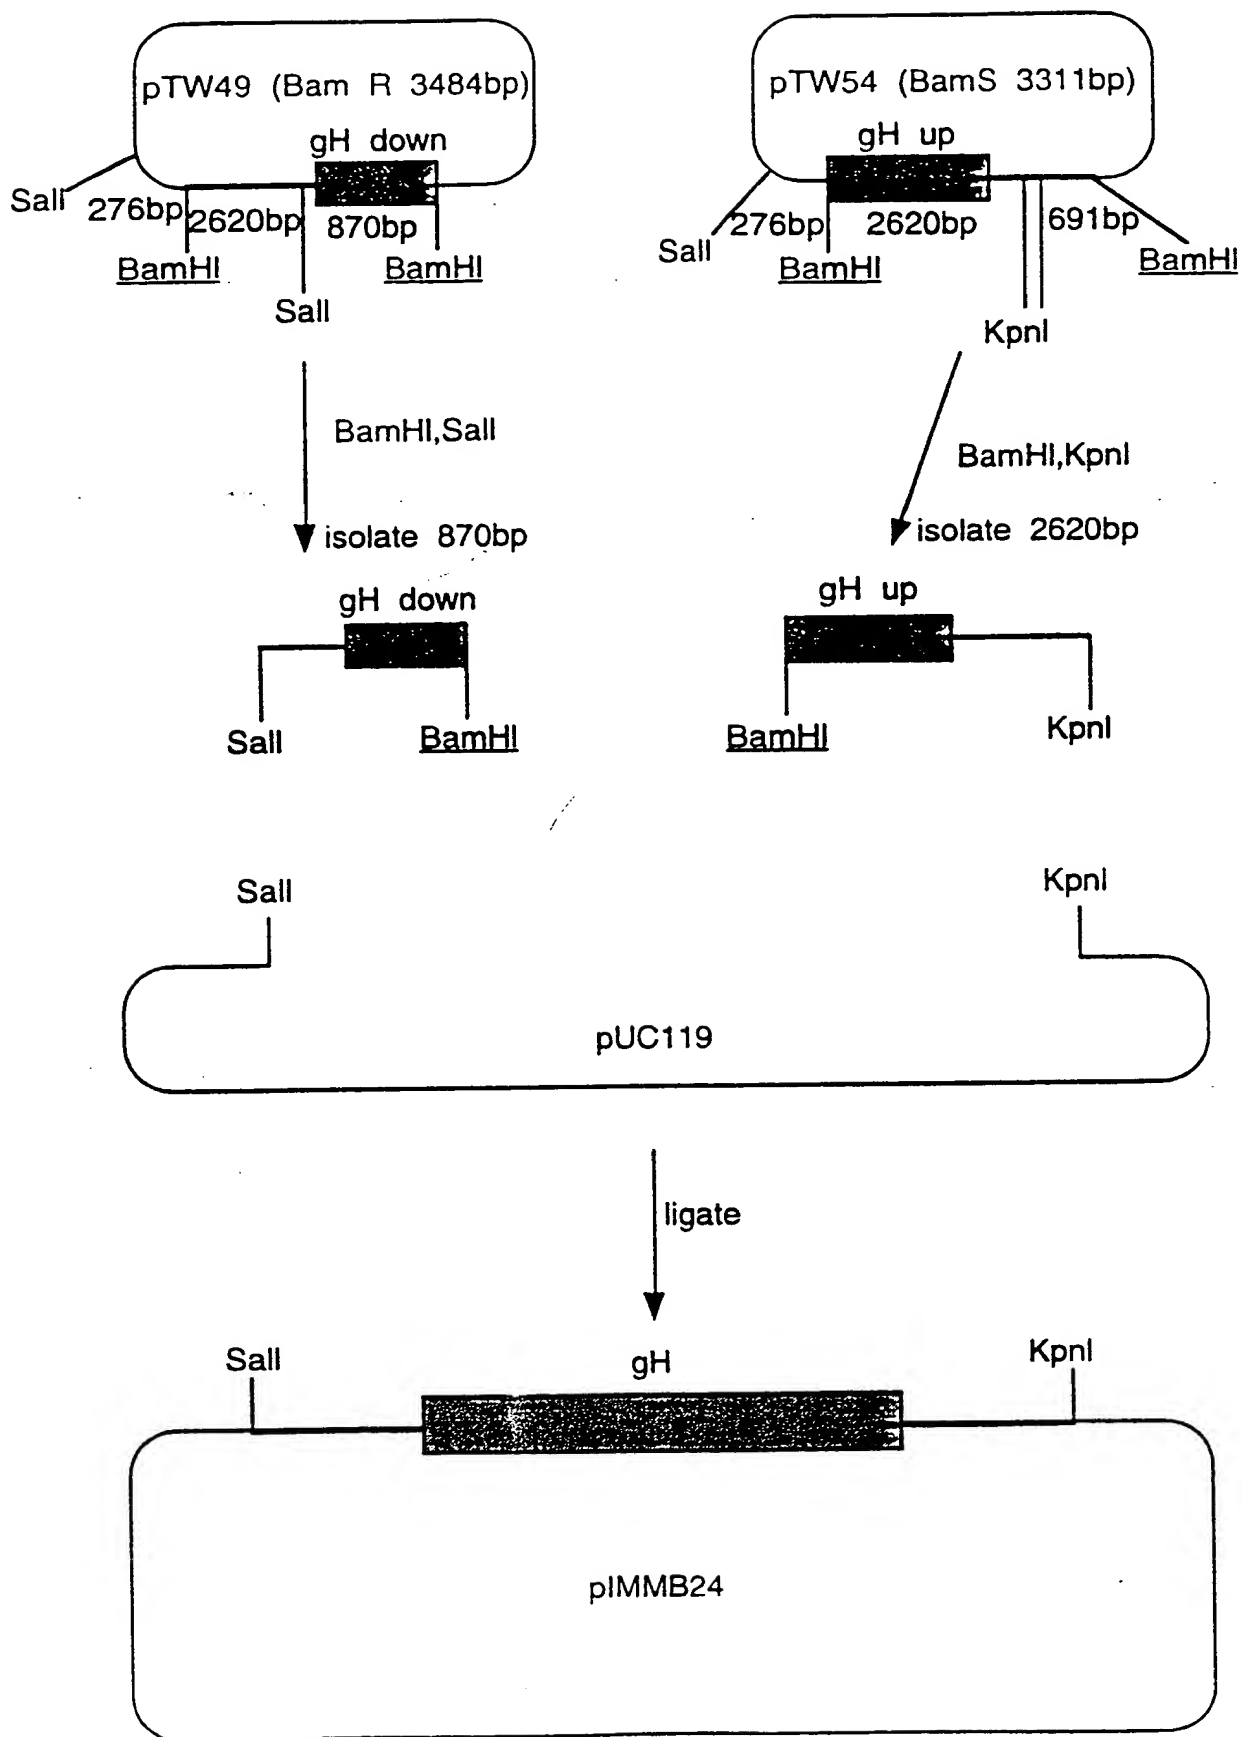 pTW49 (Bam R 3484bp)
gH down
SalI
276bp
2620bp
870bp
BamHI
BamHI
SalI
pTW54 (BamS 3311bp)
gH up
SalI
276bp
2620bp
691bp
BamHI
BamHI
KpnI
BamHI,SalI
isolate 870bp
BamHI,KpnI
isolate 2620bp
gH down
SalI
BamHI
gH up
BamHI
KpnI
SalI
KpnI
pUC119
ligate
SalI
gH
KpnI
pIMMB24